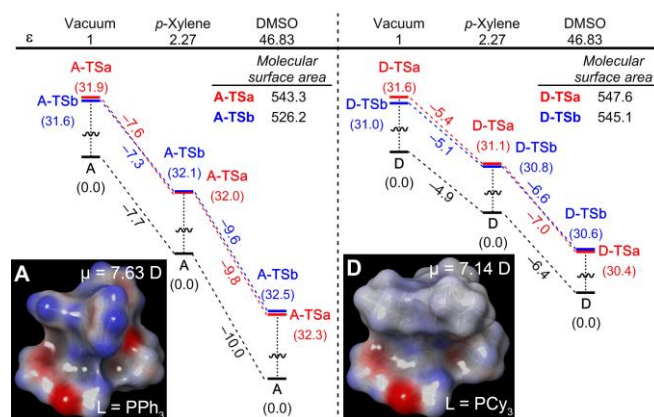 Vacuum p-Xylene DMSO
ε 1 2.27 46.83
A-TSa
(31.9)
A-TSb
(31.6)
Molecular
surface area
A-TSa 543.3
A-TSb 526.2
−7.6
−7.3
A
(0.0)
−7.7
A-TSb
(32.1)
A-TSa
(32.0)
−9.6
−9.8
A
(0.0)
−10.0
A-TSb
(32.5)
A-TSa
(32.3)
A
(0.0)
A μ = 7.63 D
L = PPh3
Vacuum p-Xylene DMSO
1 2.27 46.83
D-TSa
(31.6)
D-TSb
(31.0)
Molecular
surface area
D-TSa 547.6
D-TSb 545.1
−5.4
−5.1
D
(0.0)
−4.9
D-TSa
(31.1)
D-TSb
(30.8)
−6.6
−7.0
D
(0.0)
−6.4
D-TSb
(30.6)
D-TSa
(30.4)
D
(0.0)
D μ = 7.14 D
L = PCy3